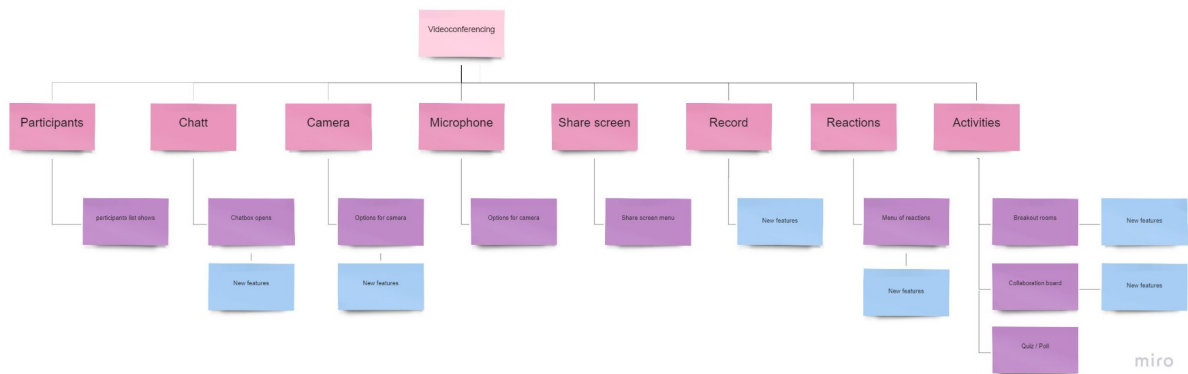 Videoconferencing
Participants
Chatt
Camera
Microphone
Share screen
Record
Reactions
Activities
participants list shows
Chatbox opens
Options for camera
Options for camera
Share screen menu
New features
Menu of reactions
Breakout rooms
New features
New features
New features
New features
Collaboration board
New features
Quiz / Poll
miro